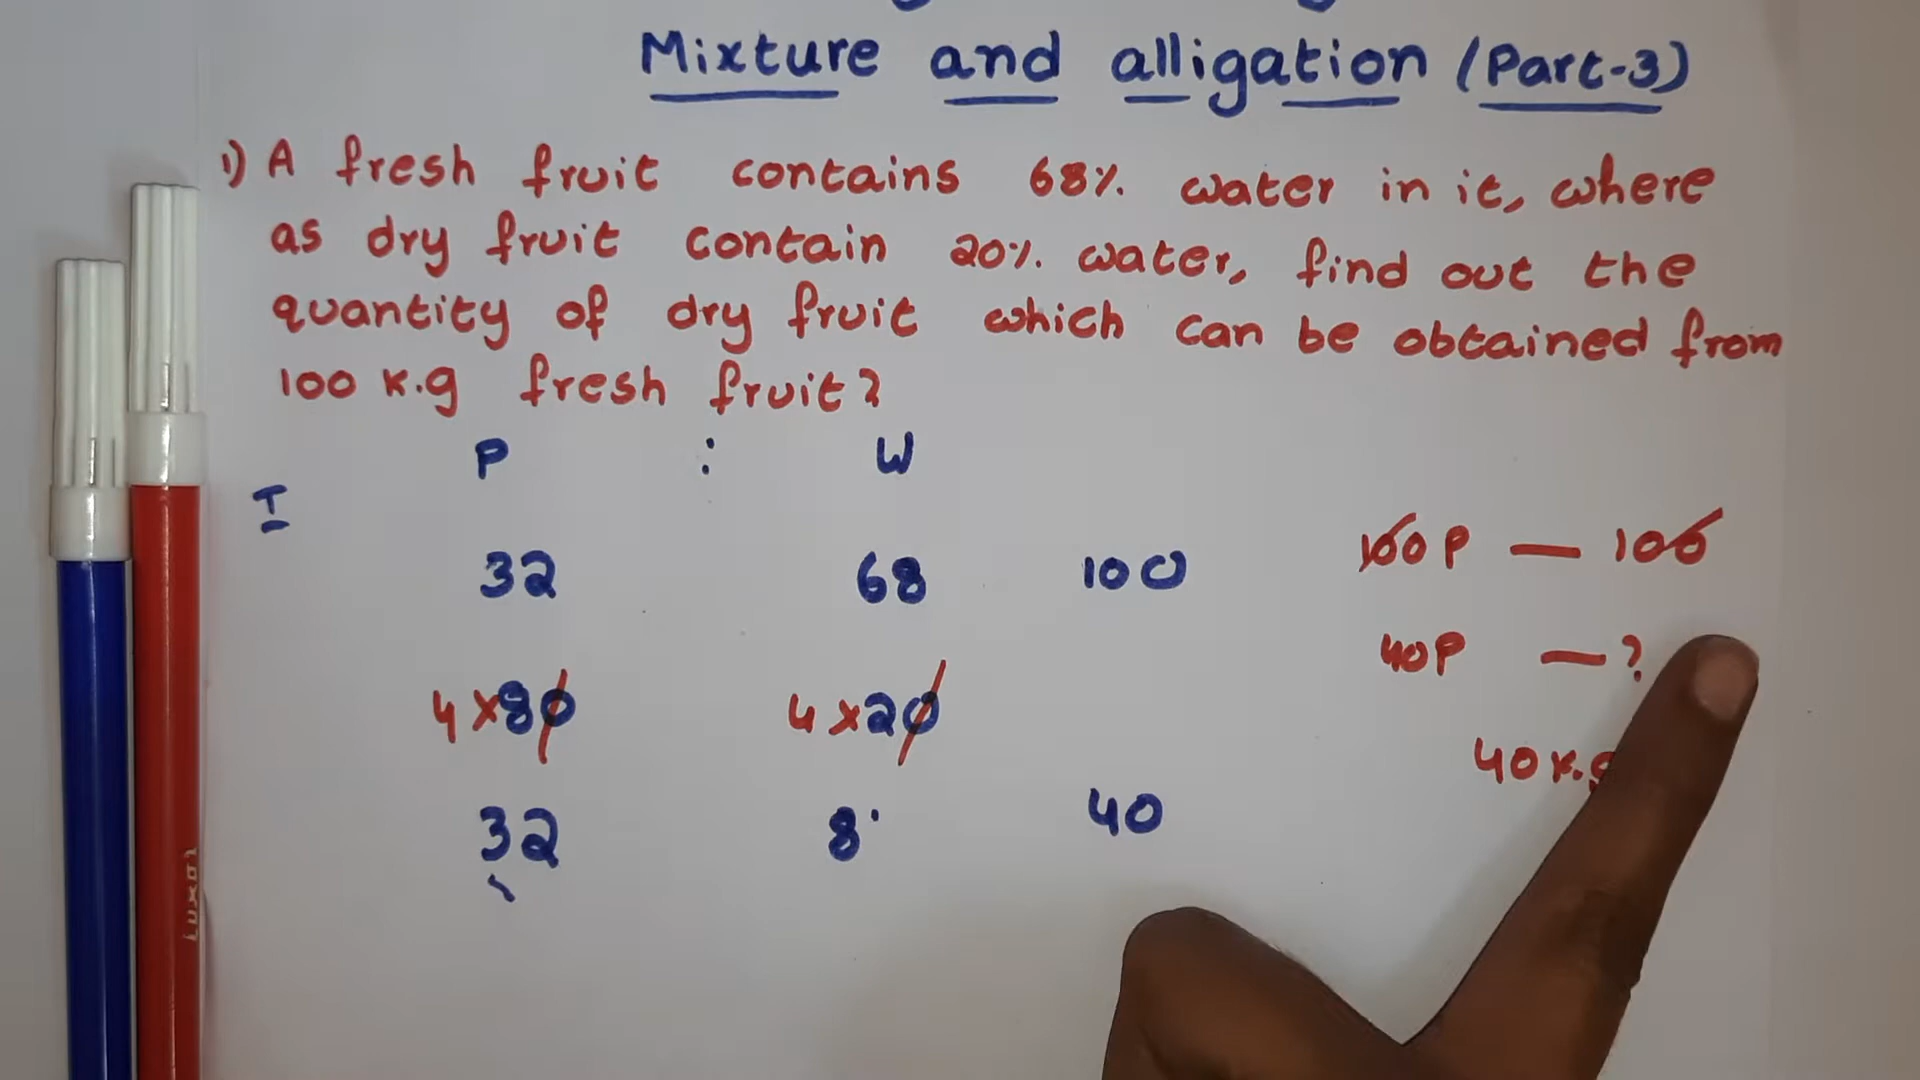 Mixture and alligation (Part-3)
1) A fresh fruit contains 68% water in it, where
as dry fruit contain 20% water, find out the
quantity of dry fruit which can be obtained from
100 K.g fresh fruit?
P : W
I
32 68 100
4 x 80 4 x 20
32 8 40
100P — 100
40P — ?
40 K.g
LUXOR